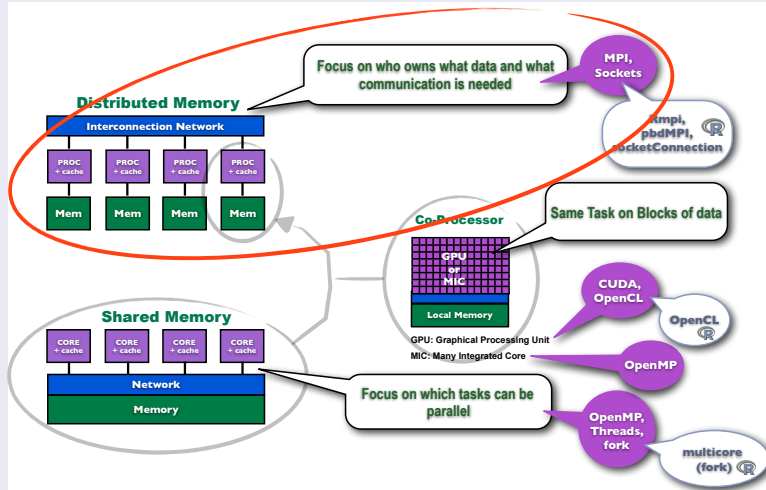 Focus on who owns what data and what
communication is needed
MPI,
Sockets
Distributed Memory
Interconnection Network
Rmpi,
pbdMPI,
socketConnection
R
PROC
+ cache
PROC
+ cache
PROC
+ cache
PROC
+ cache
Mem
Mem
Mem
Mem
Co-Processor
Same Task on Blocks of data
GPU
or
MIC
Local Memory
GPU: Graphical Processing Unit
MIC: Many Integrated Core
CUDA,
OpenCL
OpenCL
R
OpenMP
Shared Memory
CORE
+ cache
CORE
+ cache
CORE
+ cache
CORE
+ cache
Network
Memory
Focus on which tasks can be
parallel
OpenMP,
Threads,
fork
multicore
(fork) R